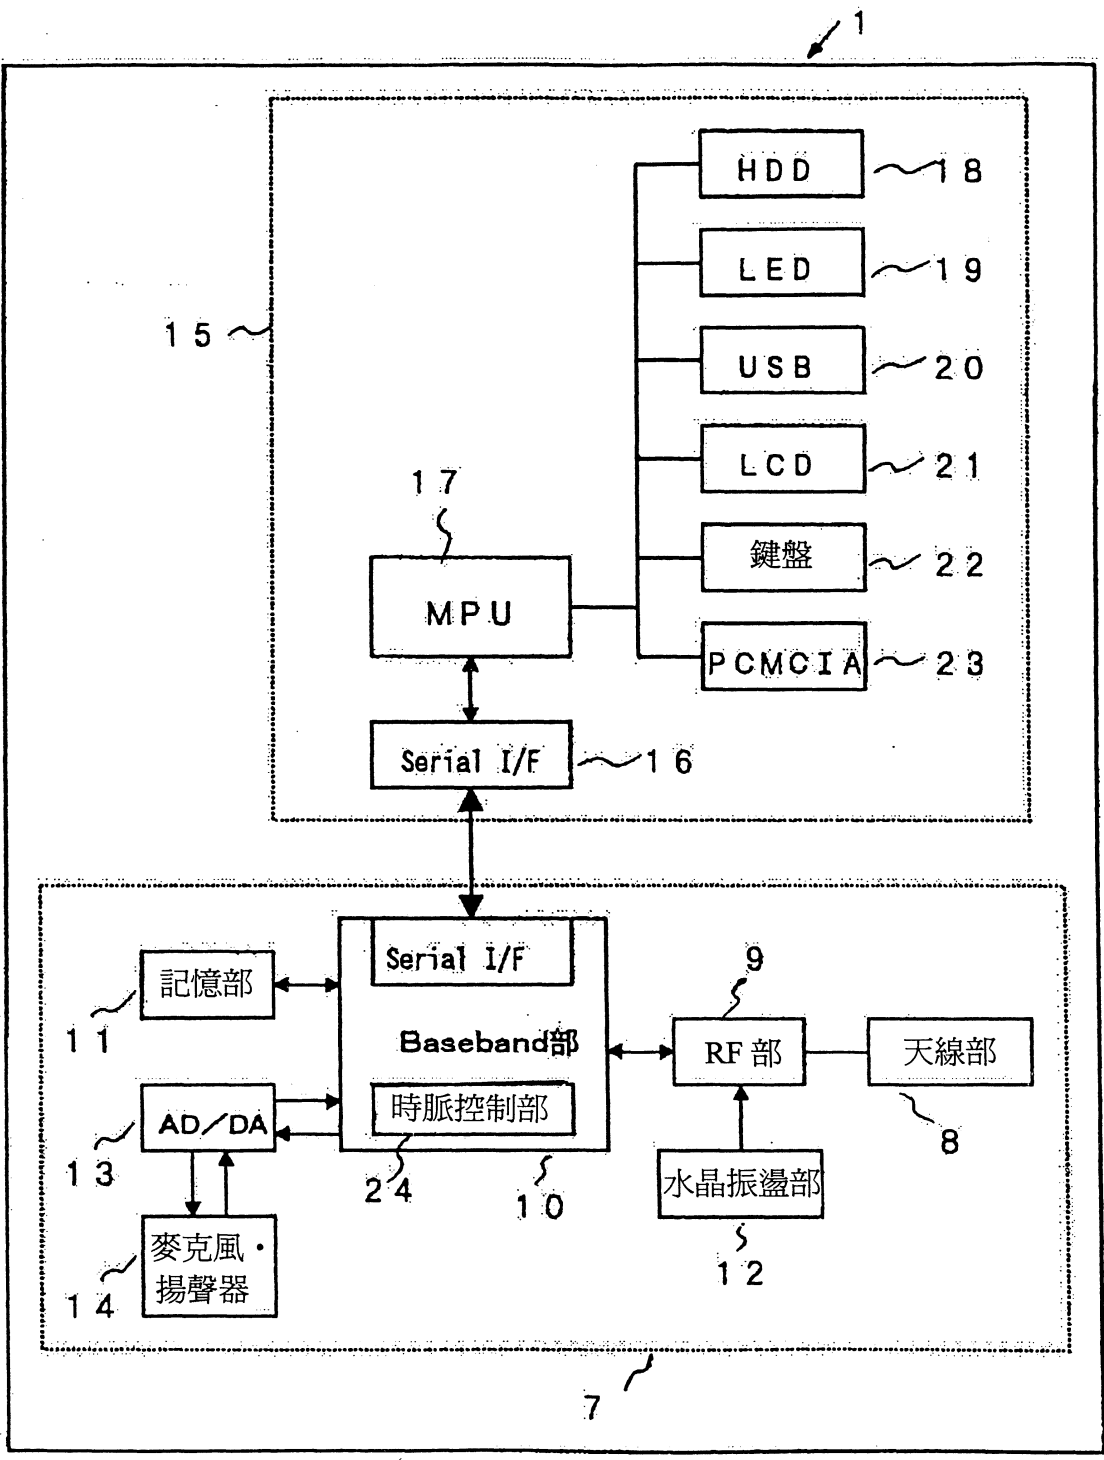 1
HDD
18
LED
19
15
USB
20
LCD
21
17
鍵盤
22
MPU
PCMCIA
23
Serial I/F
16
Serial I/F
記憶部
9
11
Baseband部
RF部
天線部
AD/DA
時脈控制部
8
13
24
10
水晶振盪部
麥克風・
揚聲器
14
12
7